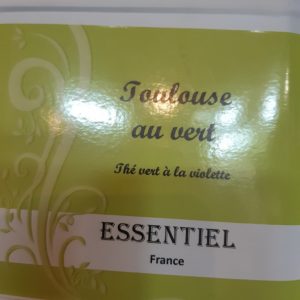 Toulouse
au vert
Thé vert à la violette
ESSENTIEL
France